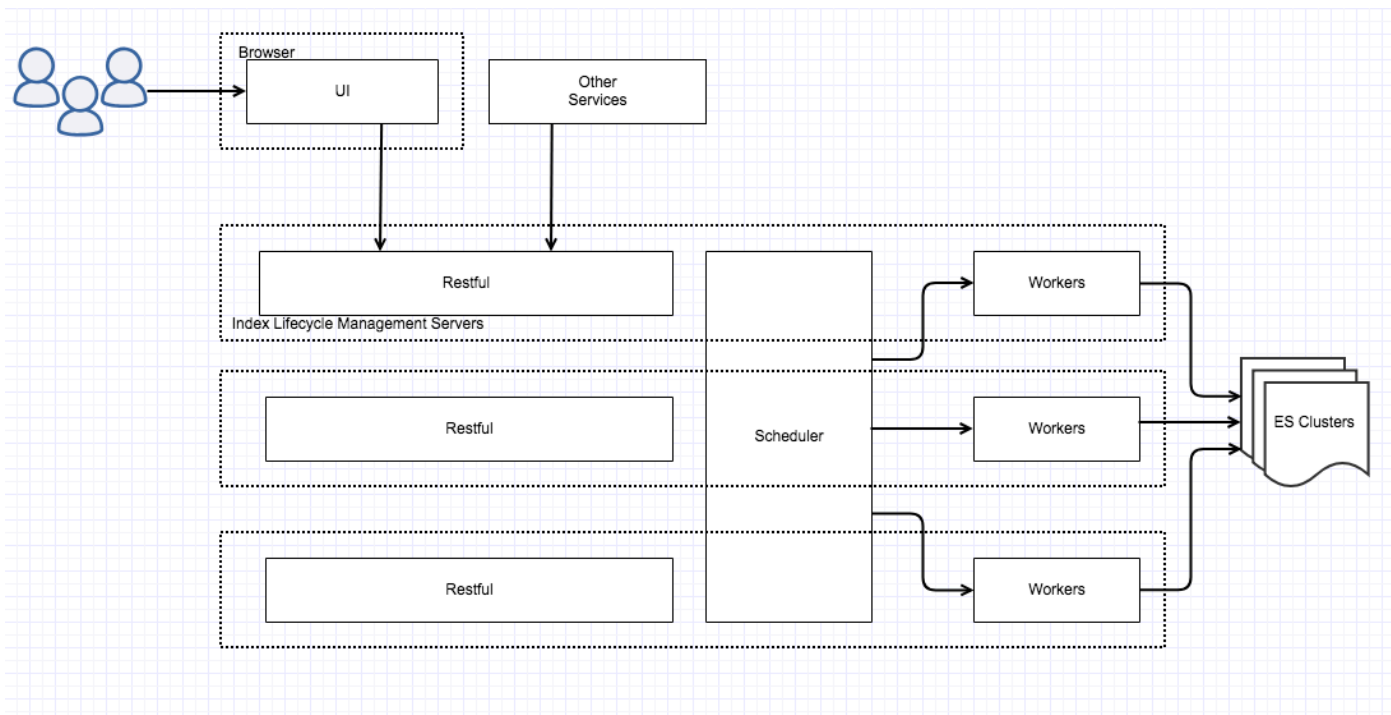 Browser
UI
Other
Services
Restful
Workers
Index Lifecycle Management Servers
Restful
Scheduler
Workers
ES Clusters
Restful
Workers